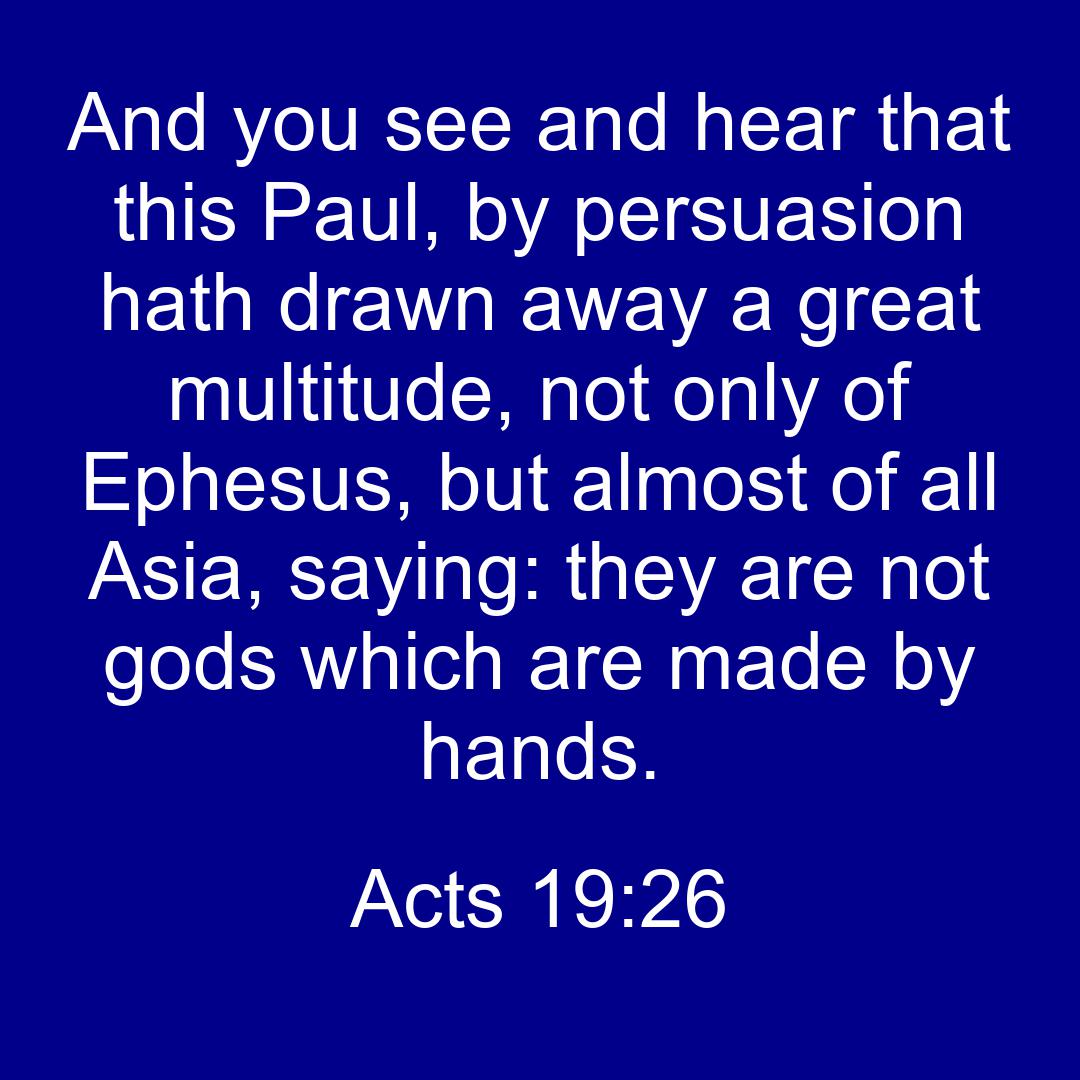 And you see and hear that
this Paul, by persuasion
hath drawn away a great
multitude, not only of
Ephesus, but almost of all
Asia, saying: they are not
gods which are made by
hands.
Acts 19:26